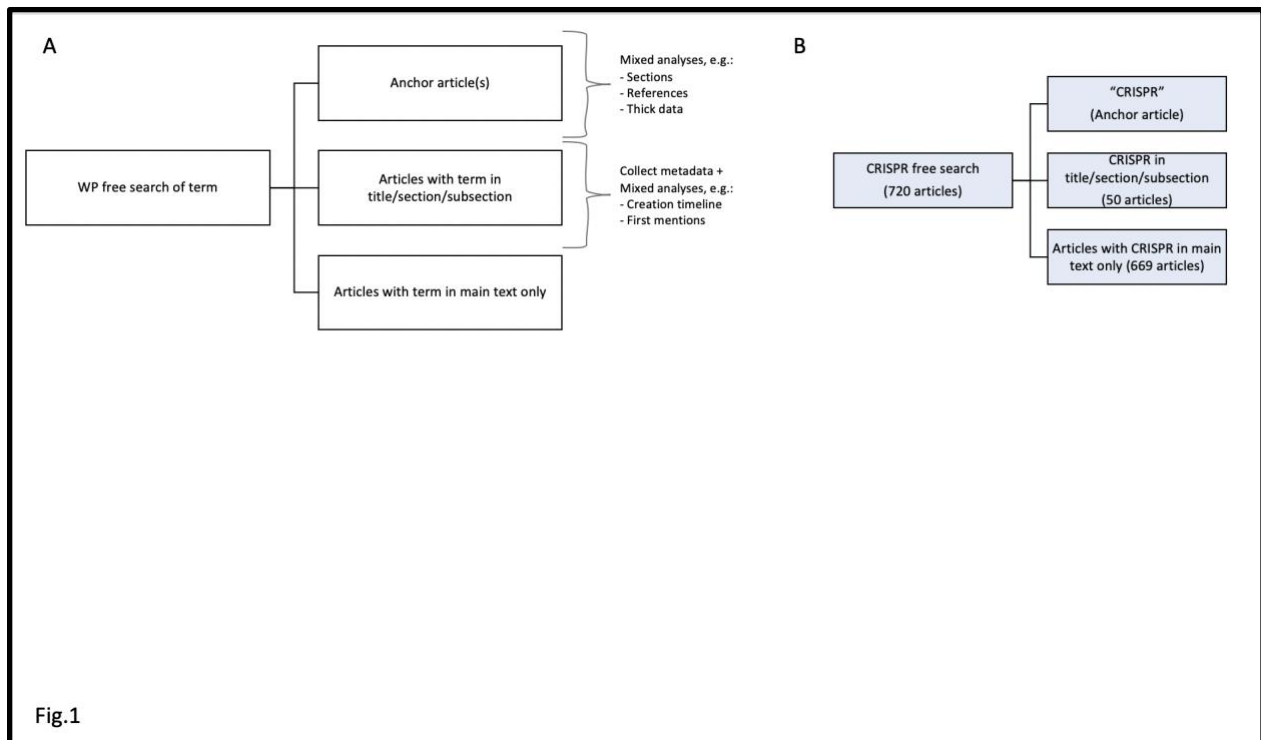 A
WP free search of term
Anchor article(s)
Articles with term in
title/section/subsection
Articles with term in main text only
Mixed analyses, e.g.:
- Sections
- References
- Thick data
Collect metadata +
Mixed analyses, e.g.:
- Creation timeline
- First mentions
B
CRISPR free search
(720 articles)
“CRISPR”
(Anchor article)
CRISPR in
title/section/subsection
(50 articles)
Articles with CRISPR in main
text only (669 articles)
Fig.1